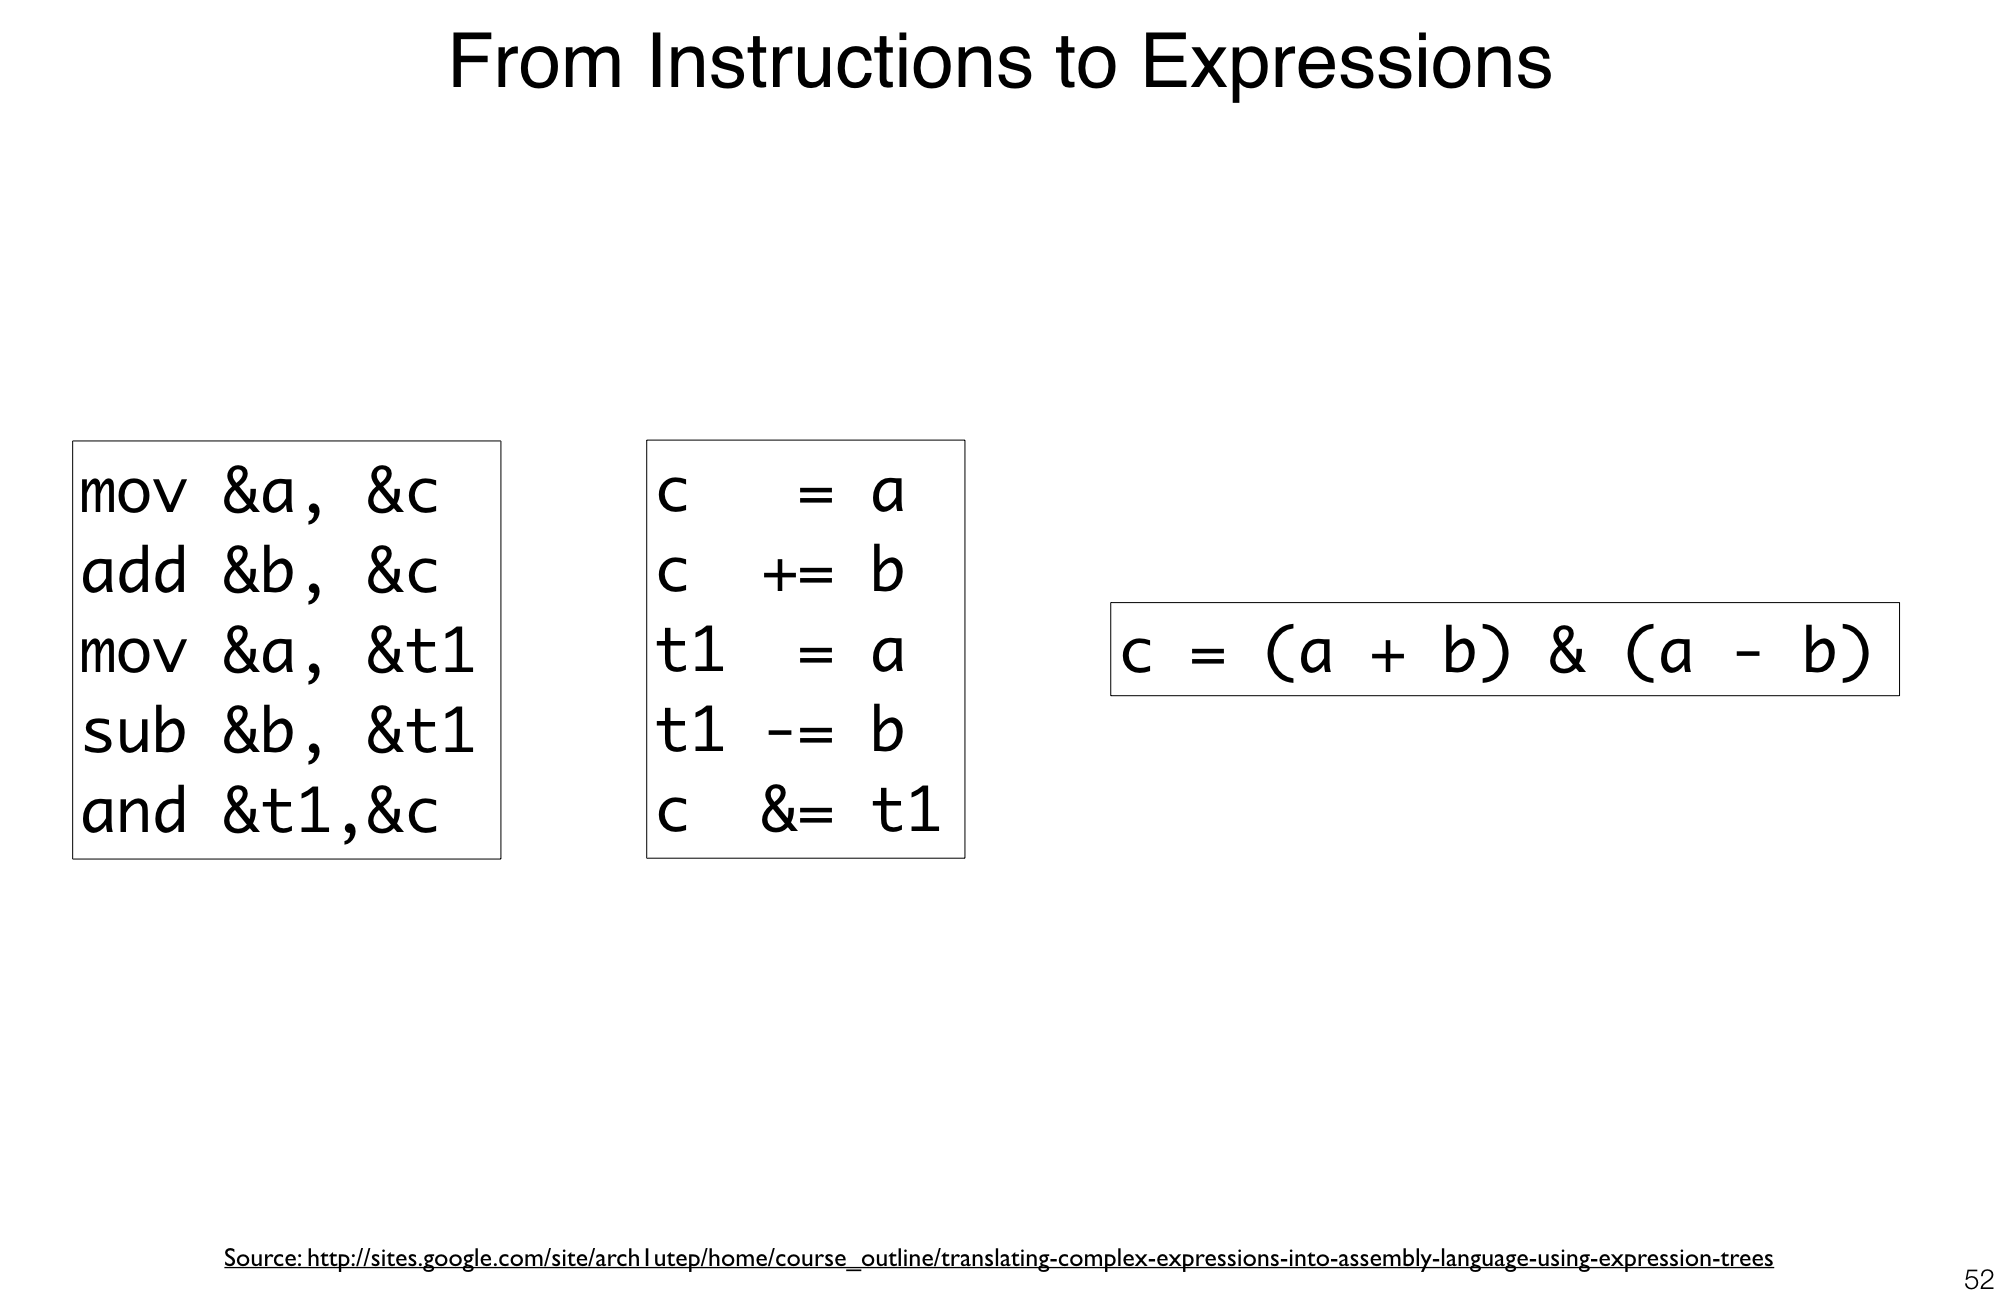 From Instructions to Expressions
mov &a, &c
add &b, &c
mov &a, &t1
sub &b, &t1
and &t1,&c
c   = a
c  += b
t1  = a
t1 -= b
c  &= t1
c = (a + b) & (a - b)
Source: http://sites.google.com/site/arch1utep/home/course_outline/translating-complex-expressions-into-assembly-language-using-expression-trees
52